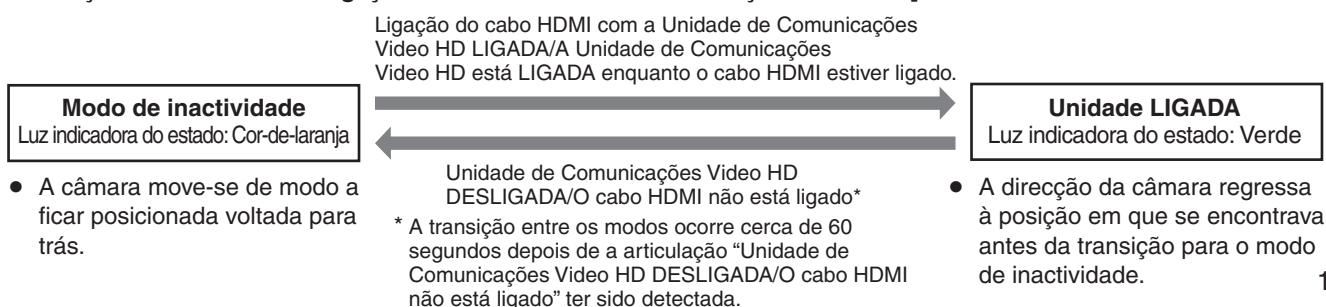 Ligação do cabo HDMI com a Unidade de Comunicações
Video HD LIGADA/A Unidade de Comunicações
Video HD está LIGADA enquanto o cabo HDMI estiver ligado.
Modo de inactividade
Luz indicadora do estado: Cor-de-laranja
Unidade LIGADA
Luz indicadora do estado: Verde
● A câmara move-se de modo a
ficar posicionada voltada para
trás.
Unidade de Comunicações Video HD
DESLIGADA/O cabo HDMI não está ligado*
* A transição entre os modos ocorre cerca de 60
segundos depois de a articulação “Unidade de
Comunicações Video HD DESLIGADA/O cabo HDMI
não está ligado” ter sido detectada.
● A direcção da câmara regressa
à posição em que se encontrava
antes da transição para o modo
de inactividade.
1